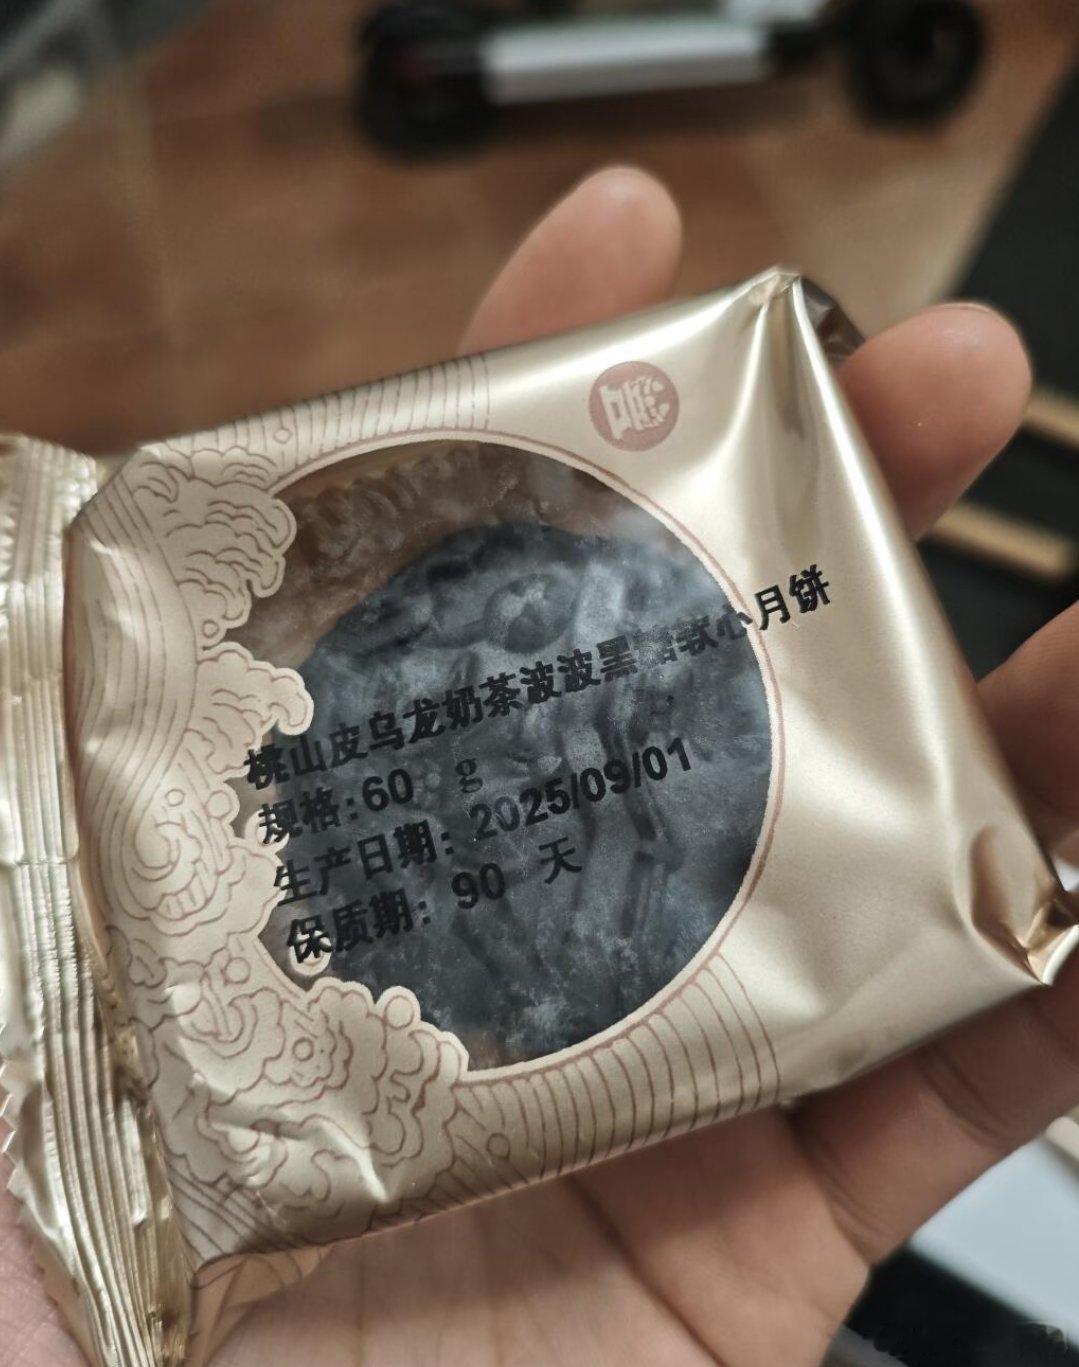 桃山皮乌龙奶茶波波黑糖软心月饼
规格:60 g
生产日期: 2025/09/01
保质期: 90 天